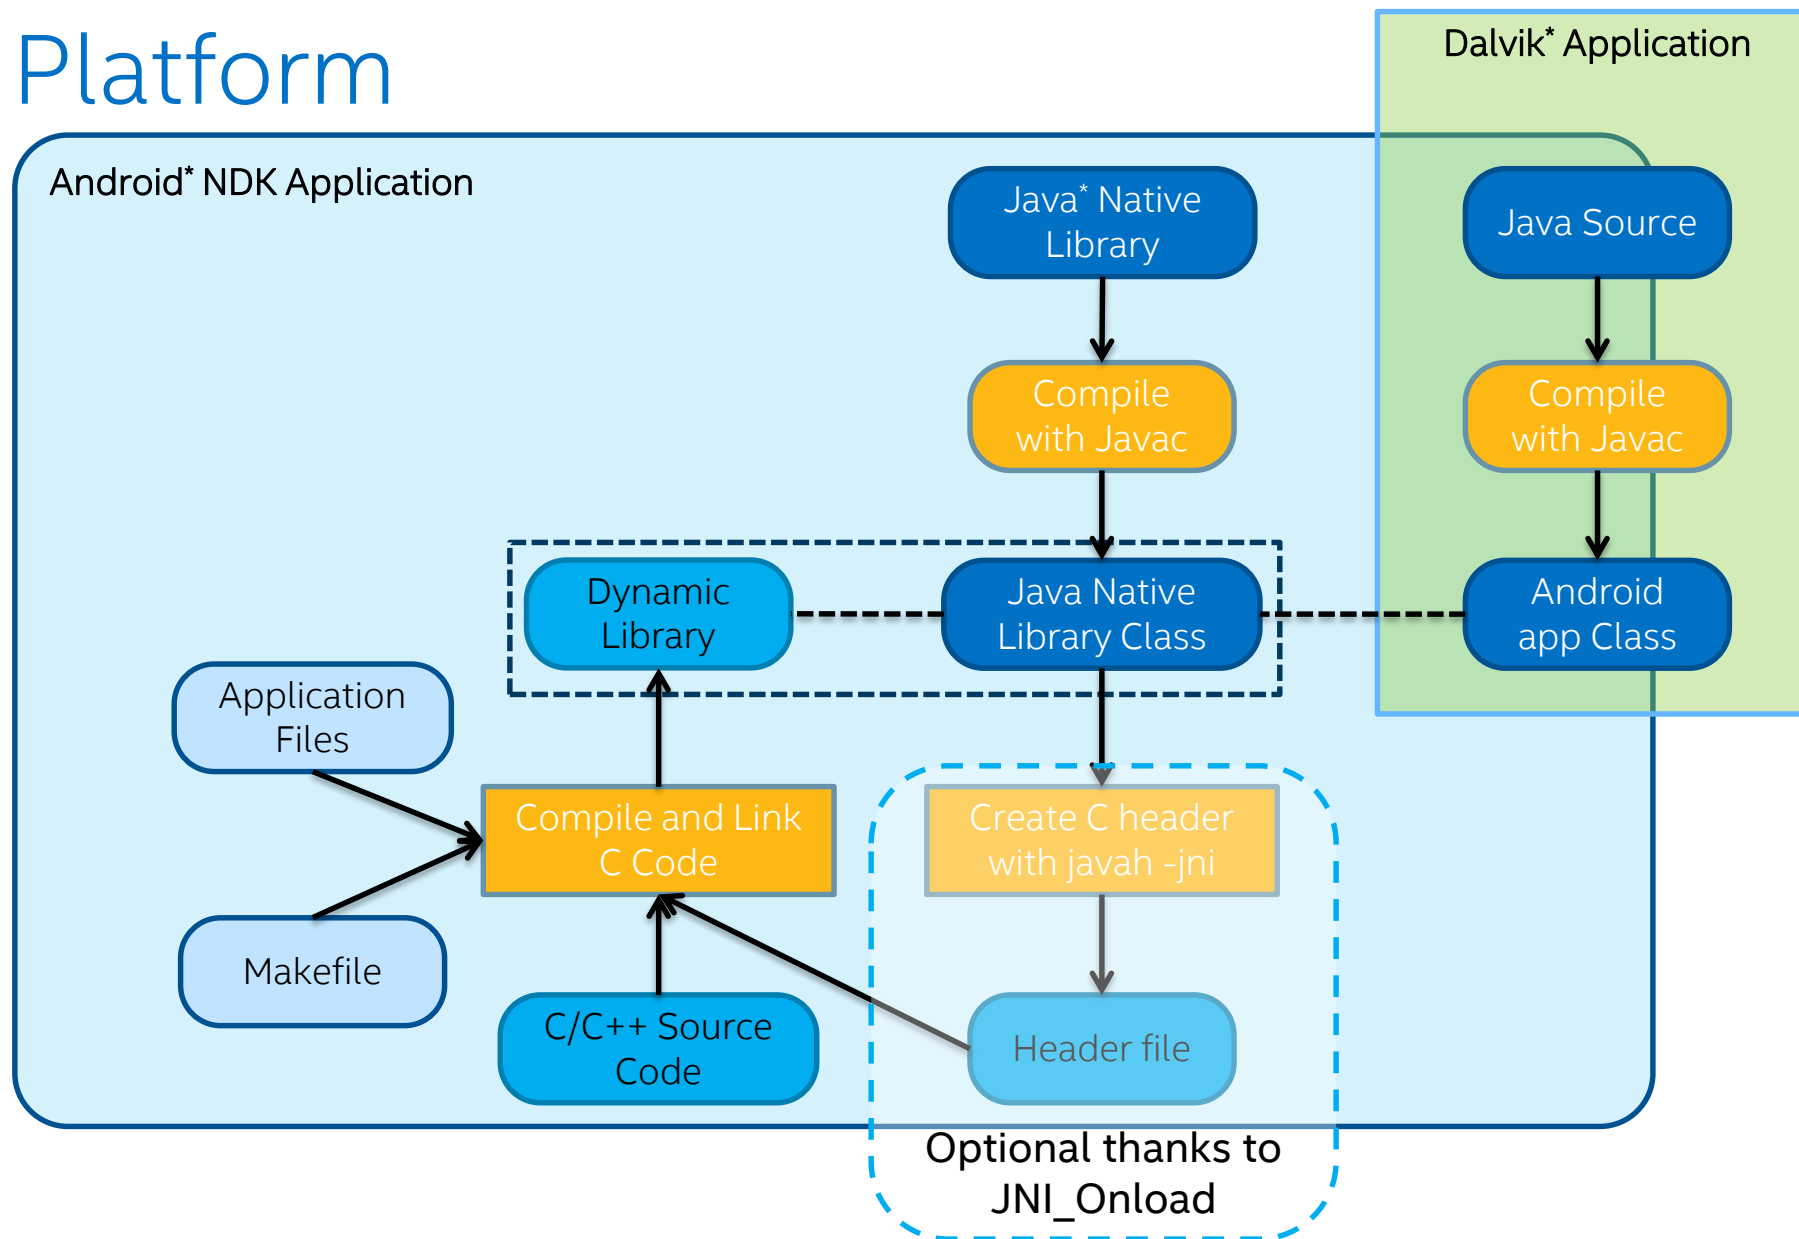 Platform
Dalvik* Application
Android* NDK Application
Java* Native
Library
Java Source
Compile
with Javac
Compile
with Javac
Dynamic
Library
Java Native
Library Class
Android
app Class
Application
Files
Compile and Link
C Code
Create C header
with javah -jni
Makefile
C/C++ Source
Code
Header file
Optional thanks to
JNI_Onload